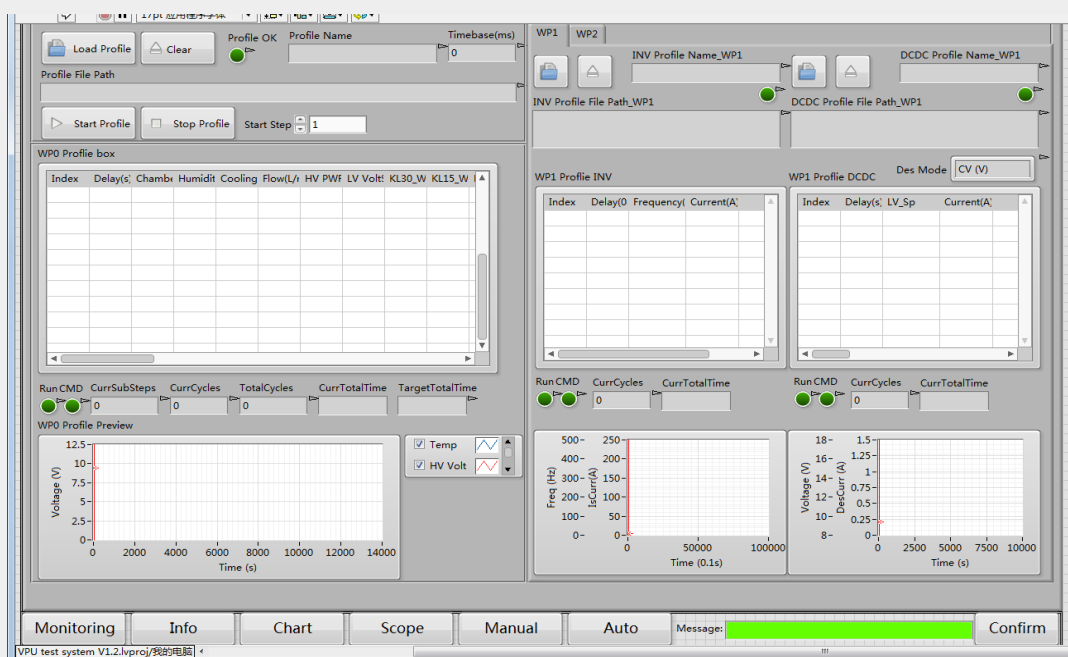 17pt 应用程序字体
Load Profile
Clear
Profile OK
Profile Name
Timebase(ms)
0
Profile File Path
Start Profile
Stop Profile
Start Step
1
WP0 Proflie box
Index Delay(s) Chambe Humidit Cooling Flow(L/r HV PWF LV Volt! KL30_W KL15_W
Run CMD CurrSubSteps CurrCycles TotalCycles CurrTotalTime TargetTotalTime
0 0 0
WP0 Profile Preview
12.5
10
7.5
5
2.5
0
Voltage (V)
0 2000 4000 6000 8000 10000 12000 14000
Time (s)
Temp
HV Volt
WP1 WP2
INV Profile Name_WP1
INV Profile File Path_WP1
DCDC Profile Name_WP1
DCDC Profile File Path_WP1
Des Mode CV (V)
WP1 Proflie INV
Index Delay(0 Frequency( Current(A)
WP1 Proflie DCDC
Index Delay(s) LV_Sp Current(A)
Run CMD CurrCycles CurrTotalTime
0
Run CMD CurrCycles CurrTotalTime
0
500 250
400 200
300 150
200 100
100 50
0 0
Freq (Hz)
IsCurr(A)
0 50000 100000
Time (0.1s)
18 1.5
16 1.25
14 1
12 0.75
10 0.5
8 0.25
0
Voltage (V)
DesCurr (A)
0 2500 5000 7500 10000
Time (s)
Monitoring Info Chart Scope Manual Auto Message: Confirm
VPU test system V1.2.lvproj/我的电脑